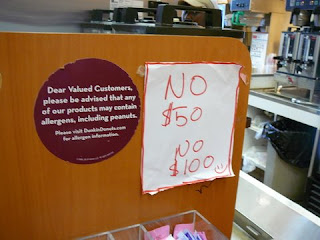 Dear Valued Customers,
please be advised that any
of our products may contain
allergens, including peanuts.
Please visit DunkinDonuts.com
for allergen information.
NO
$50
NO
$100